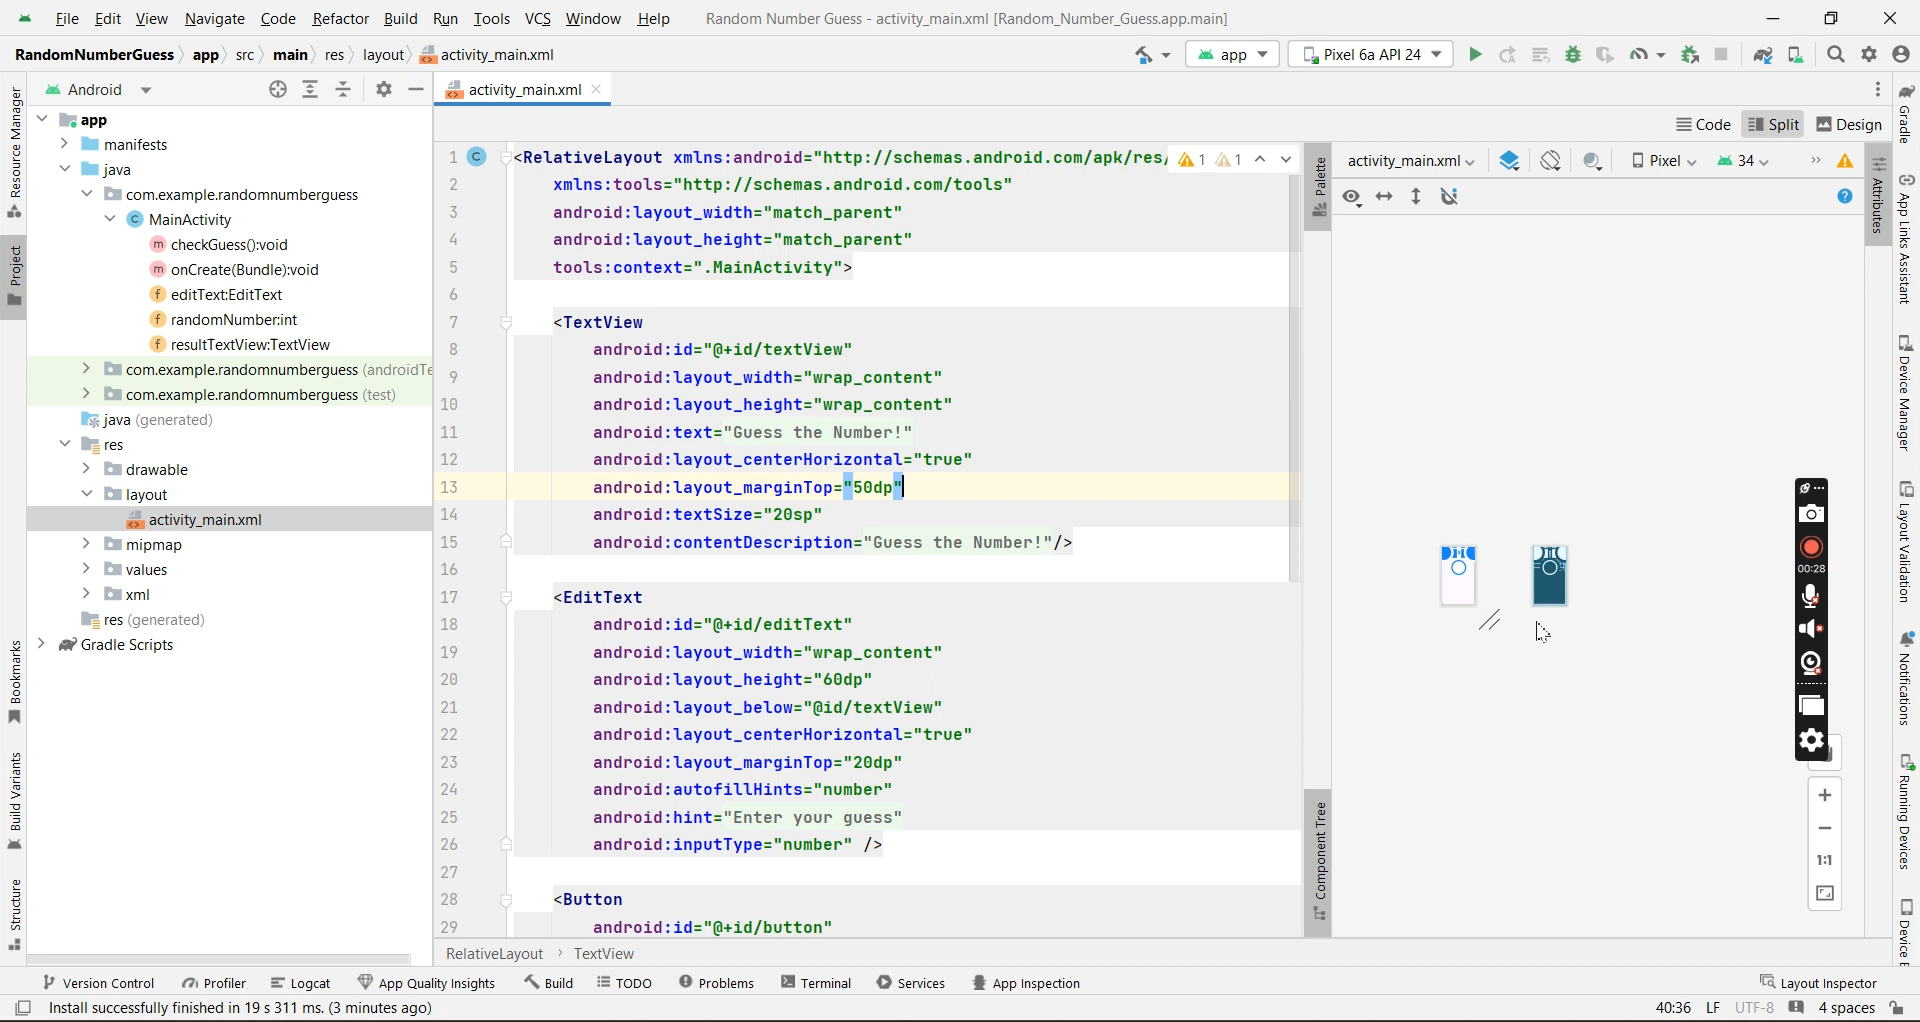 File Edit View Navigate Code Refactor Build Run Tools VCS Window Help Random Number Guess - activity_main.xml [Random_Number_Guess.app.main]
RandomNumberGuess app src main res layout activity_main.xml app Pixel 6a API 24
Android activity_main.xml
Code Split Design
app
manifests
java
com.example.randomnumberguess
MainActivity
checkGuess():void
onCreate(Bundle):void
editText:EditText
randomNumber:int
resultTextView:TextView
com.example.randomnumberguess (androidTe
com.example.randomnumberguess (test)
java (generated)
res
drawable
layout
activity_main.xml
mipmap
values
xml
res (generated)
Gradle Scripts
Resource Manager
Project
Bookmarks
Build Variants
Structure
1 <RelativeLayout xmlns:android="http://schemas.android.com/apk/res/ 1 1
2 xmlns:tools="http://schemas.android.com/tools"
3 android:layout_width="match_parent"
4 android:layout_height="match_parent"
5 tools:context=".MainActivity">
6
7 <TextView
8 android:id="@+id/textView"
9 android:layout_width="wrap_content"
10 android:layout_height="wrap_content"
11 android:text="Guess the Number!"
12 android:layout_centerHorizontal="true"
13 android:layout_marginTop="50dp"
14 android:textSize="20sp"
15 android:contentDescription="Guess the Number!"/>
16
17 <EditText
18 android:id="@+id/editText"
19 android:layout_width="wrap_content"
20 android:layout_height="60dp"
21 android:layout_below="@id/textView"
22 android:layout_centerHorizontal="true"
23 android:layout_marginTop="20dp"
24 android:autofillHints="number"
25 android:hint="Enter your guess"
26 android:inputType="number" />
27
28 <Button
29 android:id="@+id/button"
RelativeLayout TextView
Palette
Component Tree
activity_main.xml Pixel 34
00:28
1:1
Attributes
Gradle
App Links Assistant
Device Manager
Layout Validation
Notifications
Running Devices
Device E
Version Control Profiler Logcat App Quality Insights Build TODO Problems Terminal Services App Inspection Layout Inspector
Install successfully finished in 19 s 311 ms. (3 minutes ago) 40:36 LF UTF-8 4 spaces